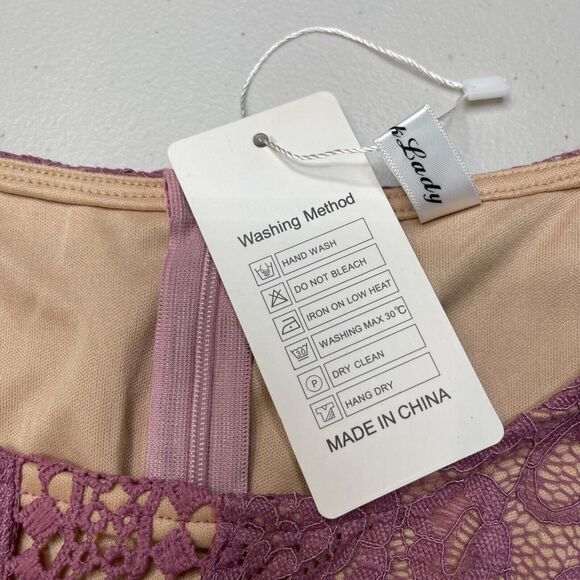 k Lady
Washing Method
HAND WASH
DO NOT BLEACH
IRON ON LOW HEAT
30 WASHING MAX 30℃
P DRY CLEAN
HANG DRY
MADE IN CHINA